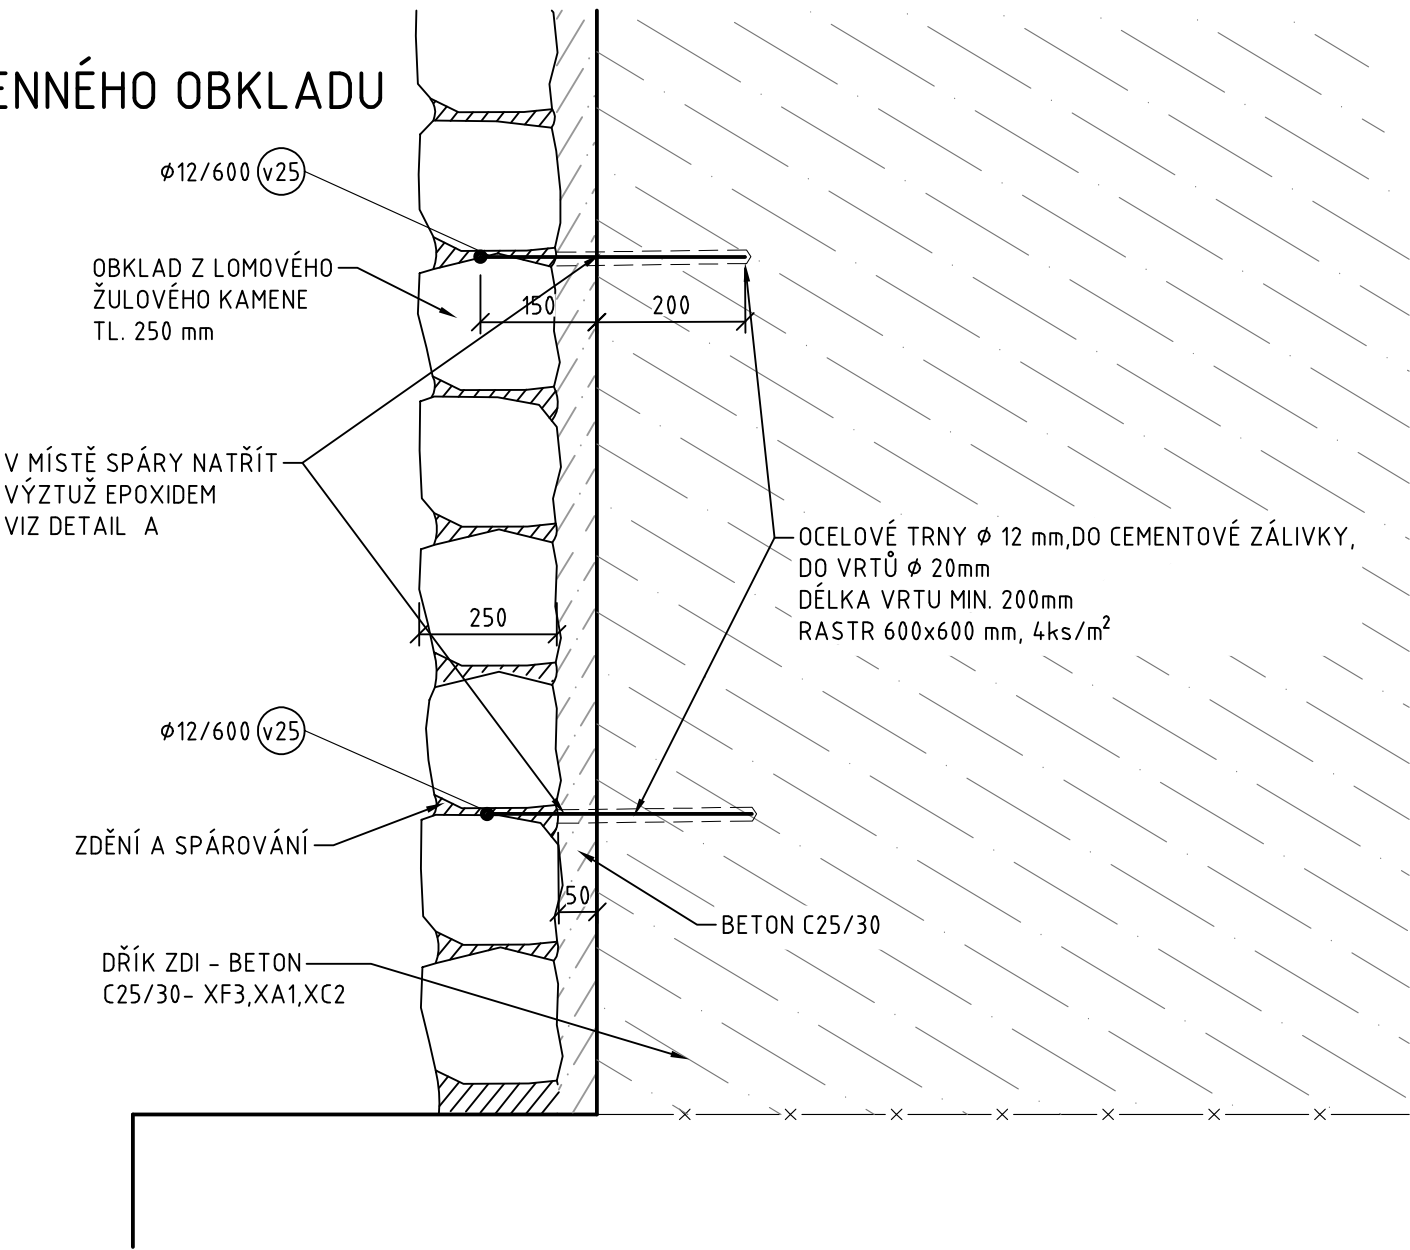 ENNÉHO OBKLADU
ø12/600 v25
OBKLAD Z LOMOVÉHO
ŽULOVÉHO KAMENE
TL. 250 mm
150
200
V MÍSTĚ SPÁRY NATŘÍT
VÝZTUŽ EPOXIDEM
VIZ DETAIL A
OCELOVÉ TRNY ø 12 mm,DO CEMENTOVÉ ZÁLIVKY,
DO VRTŮ ø 20mm
DÉLKA VRTU MIN. 200mm
RASTR 600x600 mm, 4ks/m²
250
ø12/600 v25
ZDĚNÍ A SPÁROVÁNÍ
50
BETON C25/30
DŘÍK ZDI - BETON
C25/30- XF3,XA1,XC2